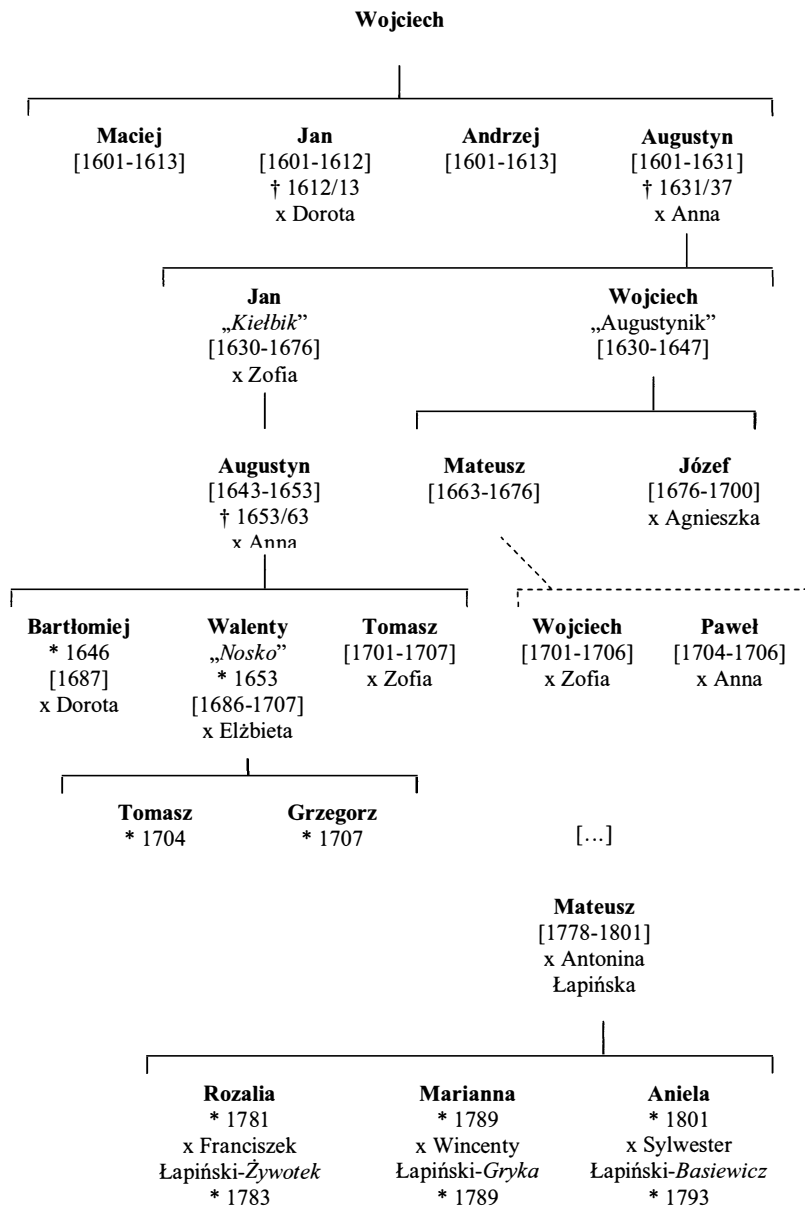 Wojciech
Maciej Jan Andrzej Augustyn
[1601-1613] [1601-1612] [1601-1613] [1601-1631]
† 1612/13 † 1631/37
x Dorota x Anna
Jan Wojciech
„Kiełbik” „Augustynik”
[1630-1676] [1630-1647]
x Zofia
Augustyn Mateusz Józef
[1643-1653] [1663-1676] [1676-1700]
† 1653/63 x Agnieszka
x Anna
Bartłomiej Walenty Tomasz Wojciech Paweł
* 1646 „Nosko” [1701-1707] [1701-1706] [1704-1706]
[1687] * 1653 x Zofia x Zofia x Anna
x Dorota [1686-1707]
x Elżbieta
Tomasz Grzegorz
* 1704 * 1707 [...]
Mateusz
[1778-1801]
x Antonina
Łapińska
Rozalia Marianna Aniela
* 1781 * 1789 * 1801
x Franciszek x Wincenty x Sylwester
Łapiński-Żywotek Łapiński-Gryka Łapiński-Basiewicz
* 1783 * 1789 * 1793